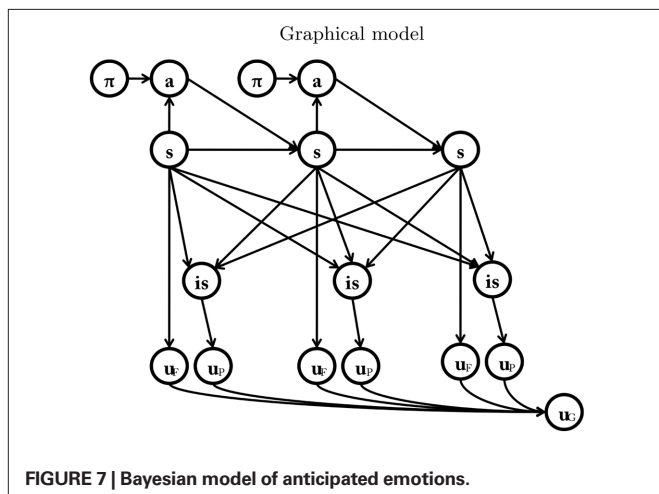 Graphical model
π a π a
s s s
is is is
uF uP uF uP uF uP
uG
FIGURE 7 | Bayesian model of anticipated emotions.